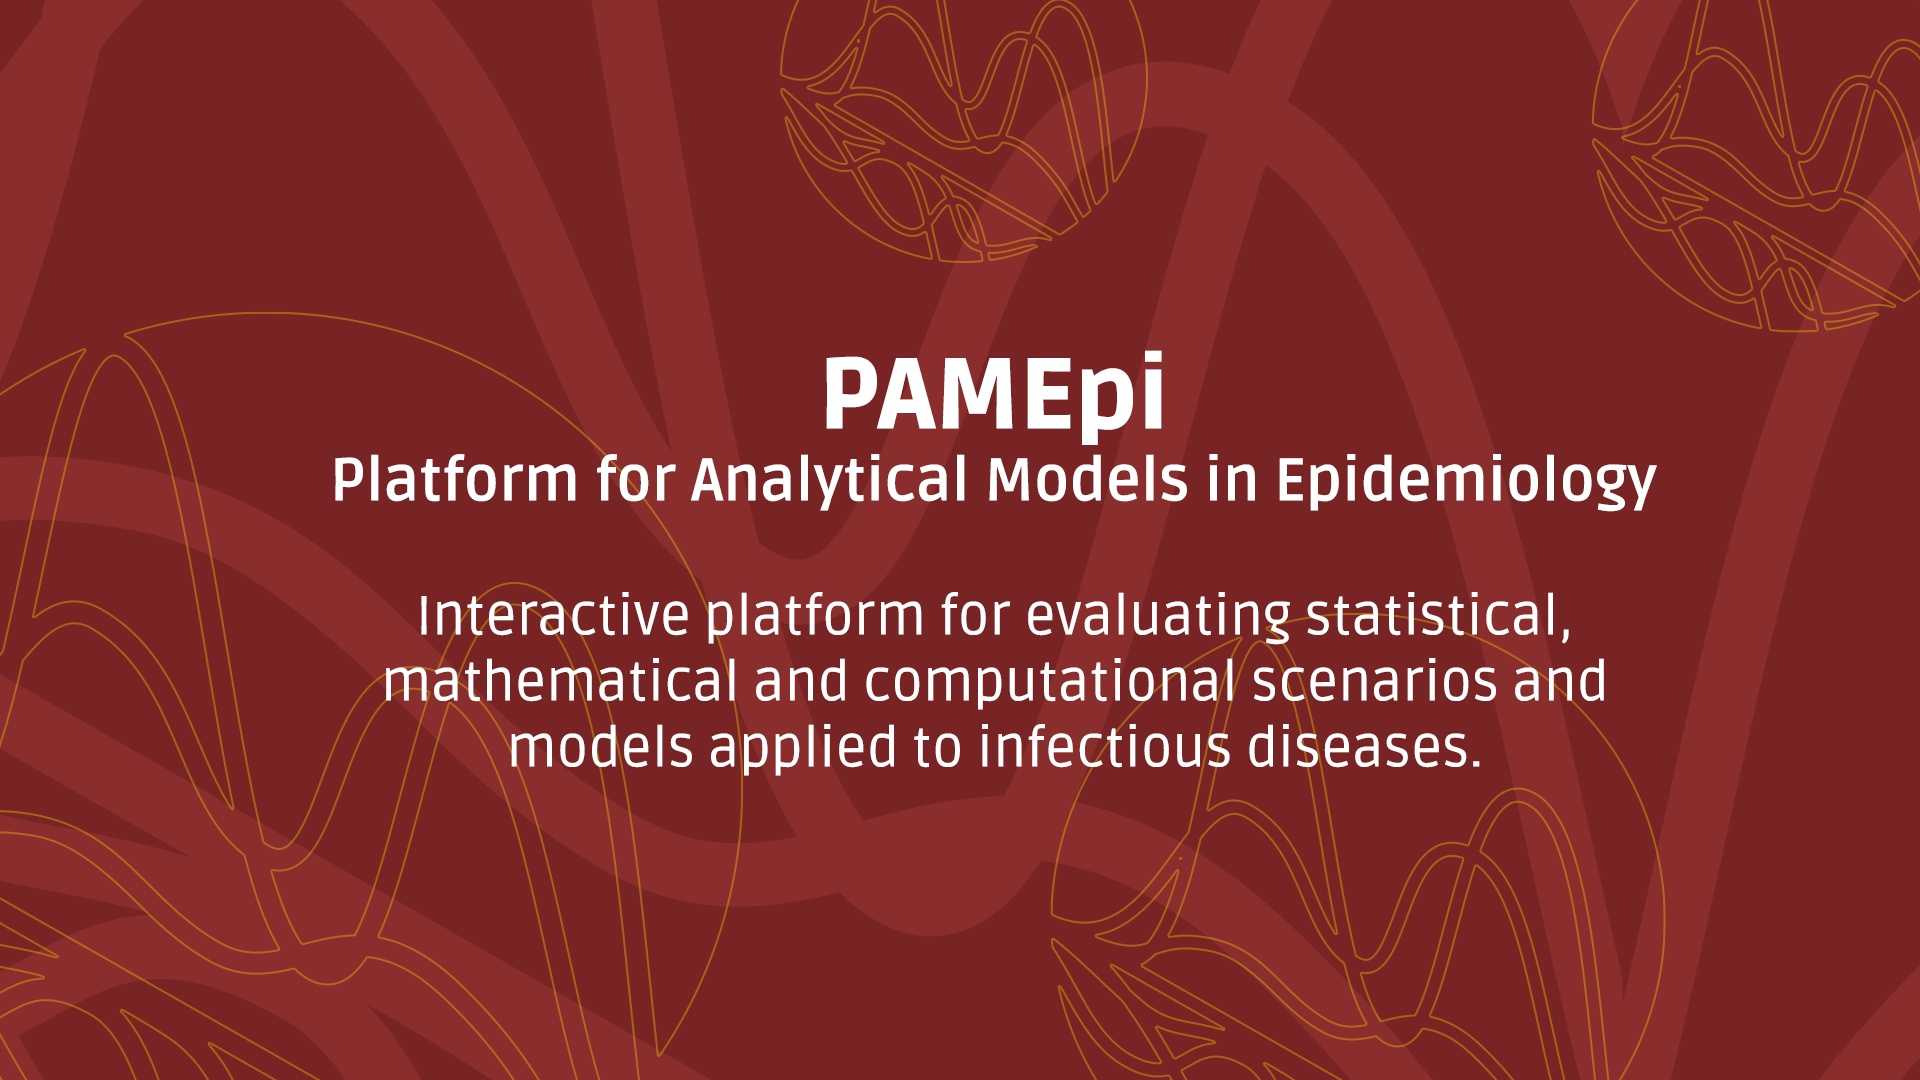 PAMEpi
Platform for Analytical Models in Epidemiology
Interactive platform for evaluating statistical,
mathematical and computational scenarios and
models applied to infectious diseases.